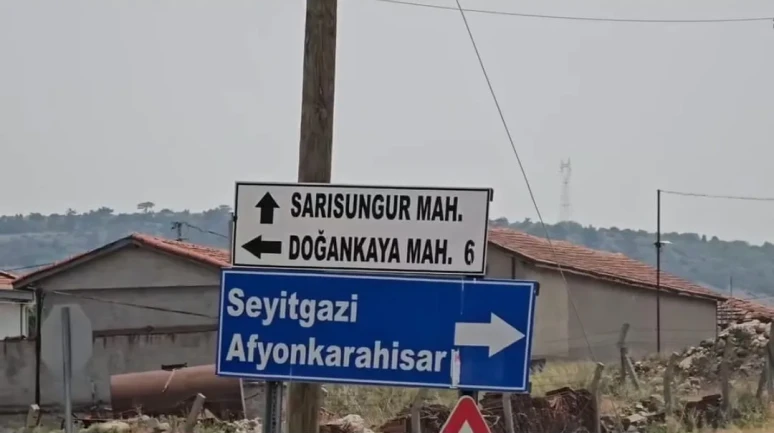 SARISUNGUR MAH.
DOĞANKAYA MAH. 6
Seyitgazi
Afyonkarahisar